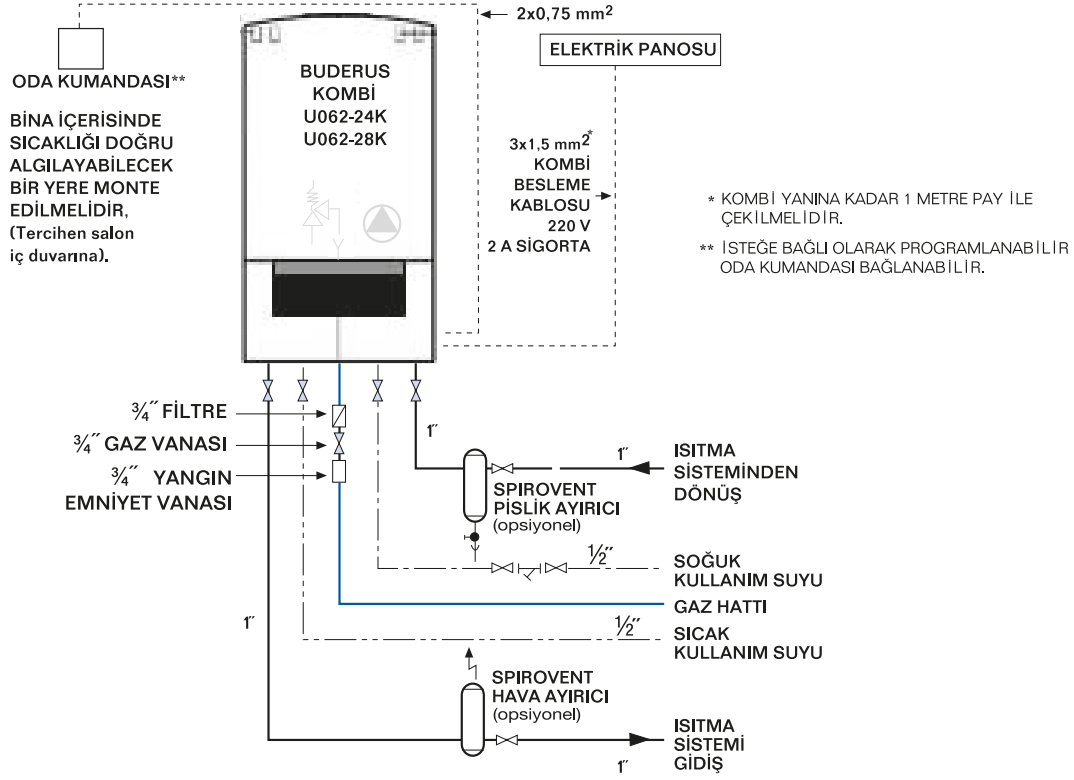 2x0,75 mm²
ELEKTRİK PANOSU
ODA KUMANDASI**
BİNA İÇERİSİNDE
SICAKLIĞI DOĞRU
ALGILAYABİLECEK
BİR YERE MONTE
EDİLMELİDİR,
(Tercihen salon
iç duvarına).
BUDERUS
KOMBİ
U062-24K
U062-28K
3x1,5 mm²*
KOMBİ
BESLEME
KABLOSU
220 V
2 A SİGORTA
* KOMBİ YANINA KADAR 1 METRE PAY İLE
ÇEKİLMELİDİR.
** İSTEĞE BAĞLI OLARAK PROGRAMLANABİLİR
ODA KUMANDASI BAĞLANABİLİR.
¾″ FİLTRE
¾″ GAZ VANASI
¾″ YANGIN
EMNİYET VANASI
1″
1″
ISITMA
SİSTEMİNDEN
DÖNÜŞ
SPIROVENT
PİSLİK AYIRICI
(opsiyonel)
½″
SOĞUK
KULLANIM SUYU
GAZ HATTI
1″
½″
SICAK
KULLANIM SUYU
SPIROVENT
HAVA AYIRICI
(opsiyonel)
1″
ISITMA
SİSTEMİ
GİDİŞ